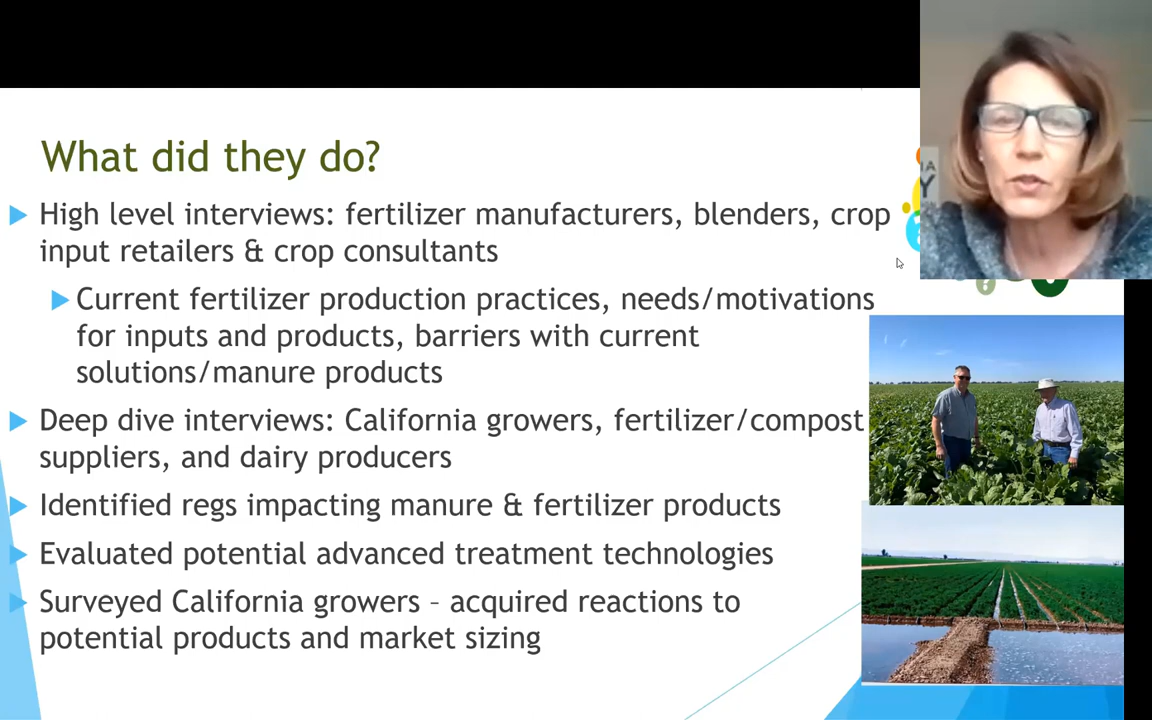 What did they do?
High level interviews: fertilizer manufacturers, blenders, crop
input retailers & crop consultants
Current fertilizer production practices, needs/motivations
for inputs and products, barriers with current
solutions/manure products
Deep dive interviews: California growers, fertilizer/compost
suppliers, and dairy producers
Identified regs impacting manure & fertilizer products
Evaluated potential advanced treatment technologies
Surveyed California growers – acquired reactions to
potential products and market sizing